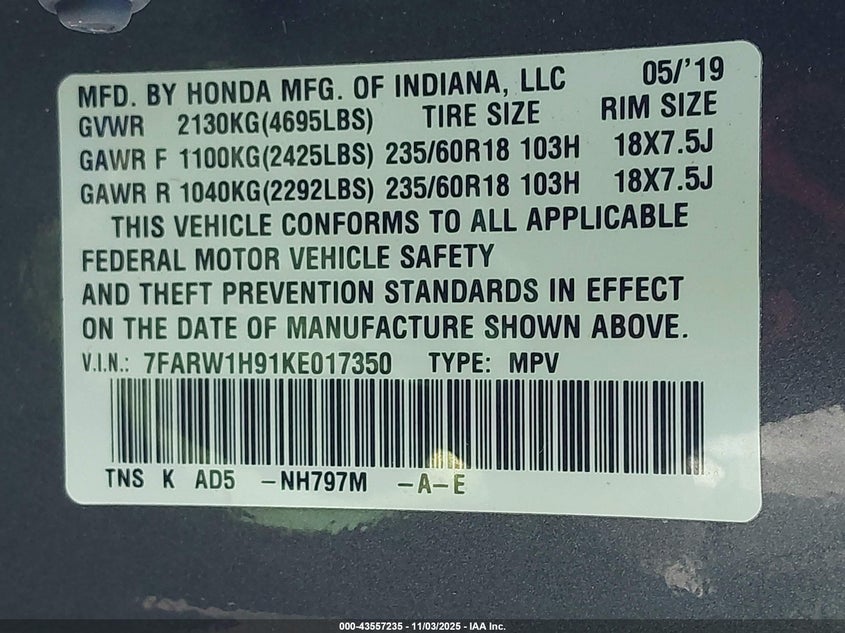 MFD. BY HONDA MFG. OF INDIANA, LLC 05/'19
GVWR 2130KG(4695LBS) TIRE SIZE RIM SIZE
GAWR F 1100KG(2425LBS) 235/60R18 103H 18X7.5J
GAWR R 1040KG(2292LBS) 235/60R18 103H 18X7.5J
THIS VEHICLE CONFORMS TO ALL APPLICABLE
FEDERAL MOTOR VEHICLE SAFETY
AND THEFT PREVENTION STANDARDS IN EFFECT
ON THE DATE OF MANUFACTURE SHOWN ABOVE.
V.I.N.: 7FARW1H91KE017350 TYPE: MPV
TNS K AD5 -NH797M -A-E
000-43557235 - 11/03/2025 - IAA Inc.